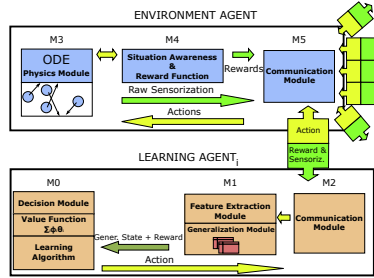 ENVIRONMENT AGENT
M3
M4
M5
ODE
Physics Module
Situation Awareness
&
Reward Function
Rewards
Communication
Module
Raw Sensorization
Actions
Action
Reward &
Sensoriz.
LEARNING AGENTi
M0
M1
M2
Decision Module
Value Function
Σϕθi
Learning
Algorithm
Gener. State + Reward
Feature Extraction
Module
Generalization Module
Communication
Module
Action